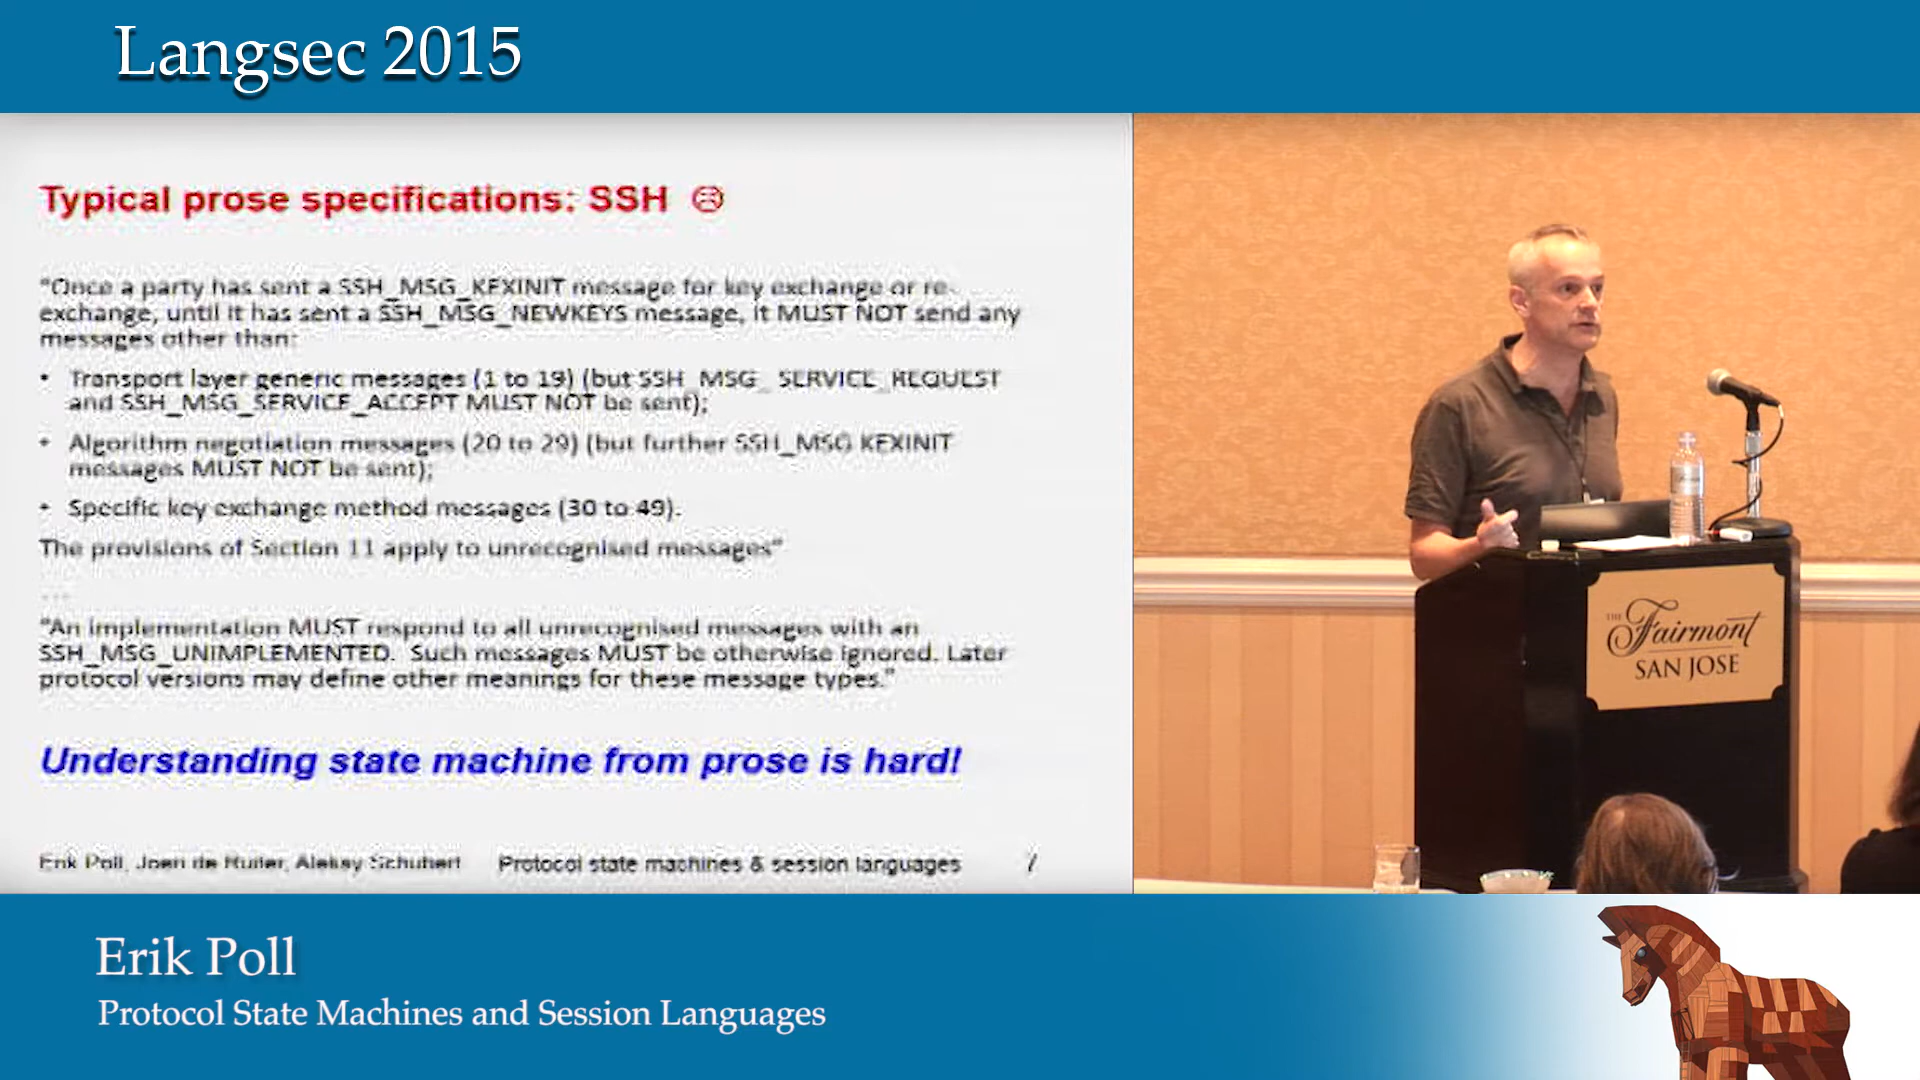 Langsec 2015
Typical prose specifications: SSH ☹
"Once a party has sent a SSH_MSG_KEXINIT message for key exchange or re-
exchange, until it has sent a SSH_MSG_NEWKEYS message, it MUST NOT send any
messages other than:
• Transport layer generic messages (1 to 19) (but SSH_MSG_ SERVICE_REQUEST
and SSH_MSG_SERVICE_ACCEPT MUST NOT be sent);
• Algorithm negotiation messages (20 to 29) (but further SSH_MSG KEXINIT
messages MUST NOT be sent);
• Specific key exchange method messages (30 to 49).
The provisions of Section 11 apply to unrecognised messages"
...
"An implementation MUST respond to all unrecognised messages with an
SSH_MSG_UNIMPLEMENTED. Such messages MUST be otherwise ignored. Later
protocol versions may define other meanings for these message types."
Understanding state machine from prose is hard!
Erik Poll, Joeri de Ruiter, Aleksy Schubert Protocol state machines & session languages 7
THE Fairmont
SAN JOSE
Erik Poll
Protocol State Machines and Session Languages